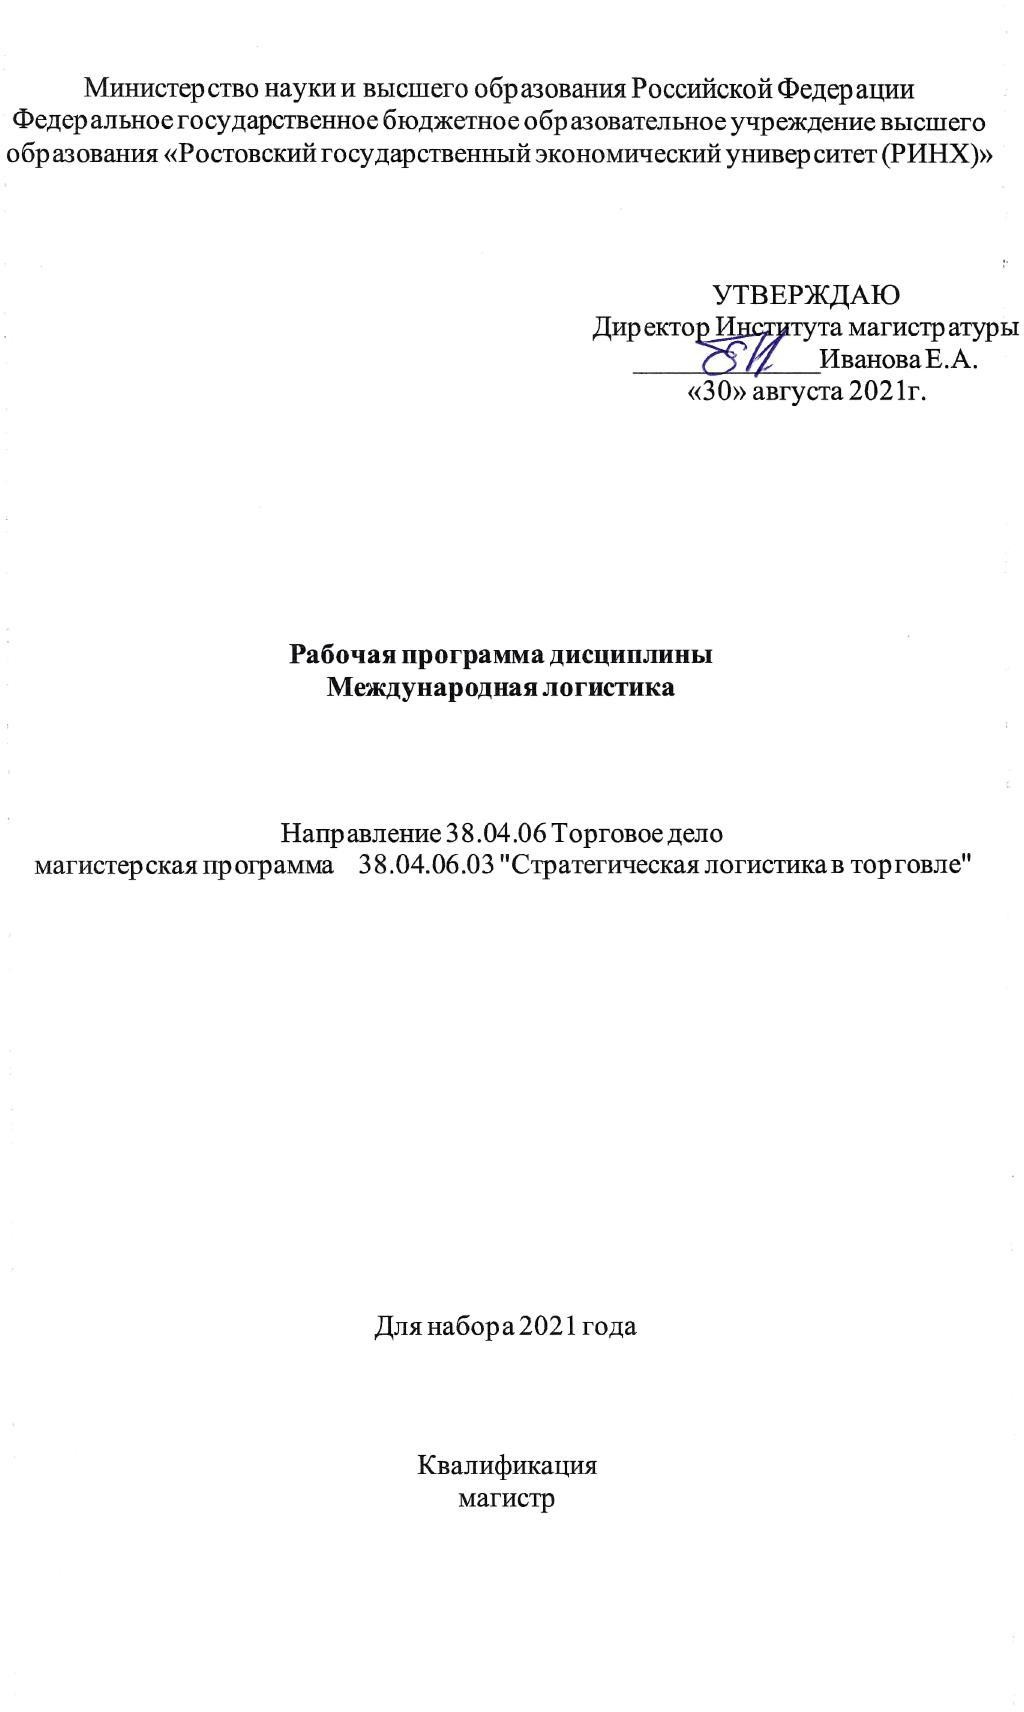 Министерство науки и высшего образования Российской Федерации
Федеральное государственное бюджетное образовательное учреждение высшего
образования «Ростовский государственный экономический университет (РИНХ)»
УТВЕРЖДАЮ
Директор Института магистратуры
Иванова Е.А.
«30» августа 2021г.
Рабочая программа дисциплины
Международная логистика
Направление 38.04.06 Торговое дело
магистерская программа 38.04.06.03 "Стратегическая логистика в торговле"
Для набора 2021 года
Квалификация
магистр